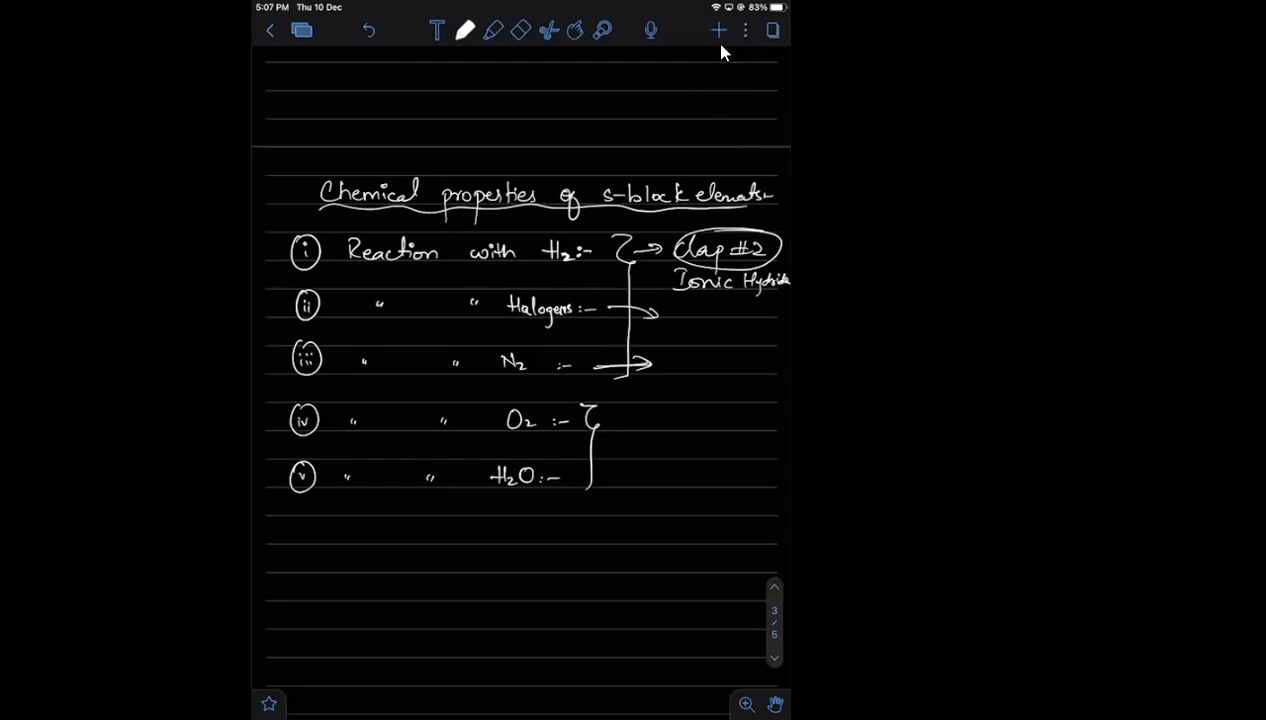 5:07 PM Thu 10 Dec 83%
Chemical properties of s-block elements-
i Reaction with H2:- → Clap #2
Ionic Hydride
ii " " Halogens :- →
iii " " N2 :- →
iv " " O2 :-
v " " H2O :-
3
/
5